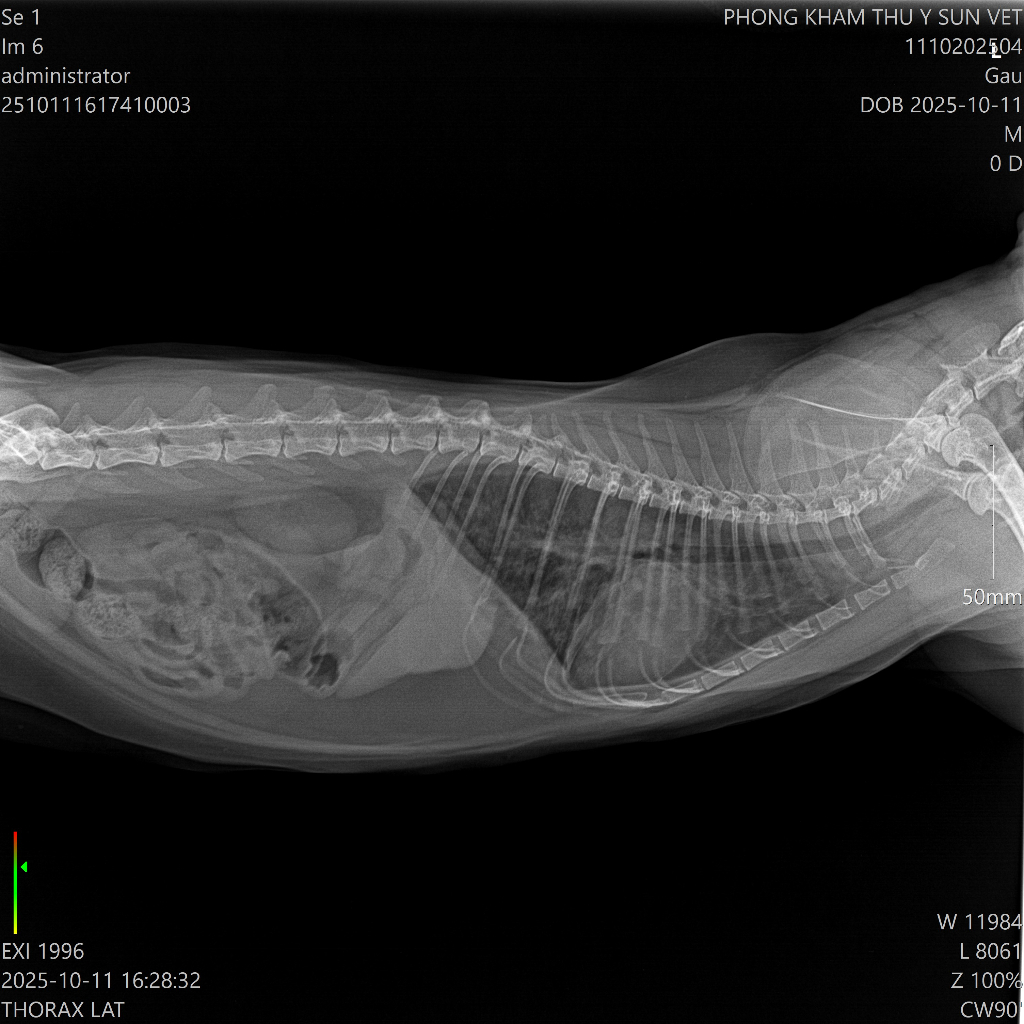 Se 1
Im 6
administrator
2510111617410003
PHONG KHAM THU Y SUN VET
1110202504
L
Gau
DOB 2025-10-11
M
0 D
50mm
EXI 1996
2025-10-11 16:28:32
THORAX LAT
W 11984
L 8061
Z 100%
CW90